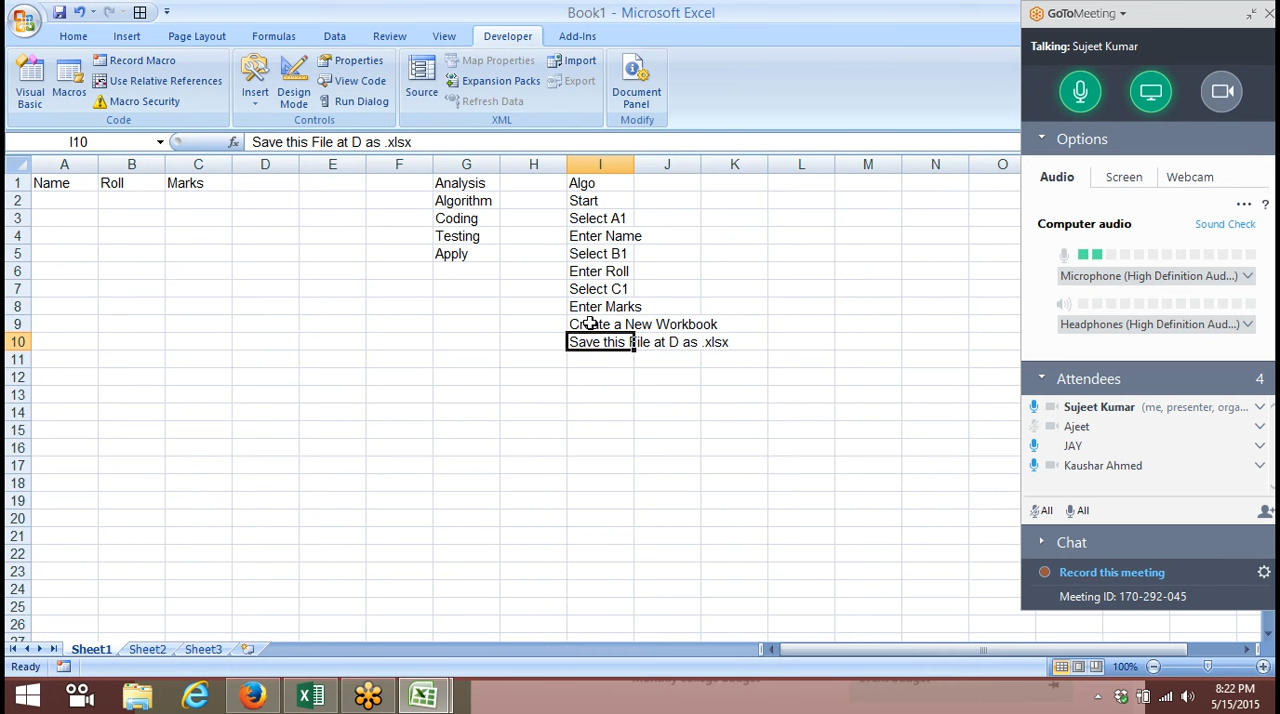 Book1 - Microsoft Excel
Home Insert Page Layout Formulas Data Review View Developer Add-Ins
Visual Basic
Macros
Record Macro
Use Relative References
Macro Security
Code
Insert
Design Mode
Properties
View Code
Run Dialog
Controls
Source
Map Properties
Expansion Packs
Refresh Data
Import
Export
XML
Document Panel
Modify
I10 fx Save this File at D as .xlsx
A B C D E F G H I J K L M N O
1 Name Roll Marks Analysis Algo
2 Algorithm Start
3 Coding Select A1
4 Testing Enter Name
5 Apply Select B1
6 Enter Roll
7 Select C1
8 Enter Marks
9 Create a New Workbook
10 Save this File at D as .xlsx
11
12
13
14
15
16
17
18
19
20
21
22
23
24
25
26
27
Sheet1 Sheet2 Sheet3
Ready
100%
GoToMeeting
Talking: Sujeet Kumar
Options
Audio Screen Webcam
... ?
Computer audio Sound Check
Microphone (High Definition Aud...)
Headphones (High Definition Aud...)
Attendees 4
Sujeet Kumar (me, presenter, orga...
Ajeet
JAY
Kaushar Ahmed
All All
Chat
Record this meeting
Meeting ID: 170-292-045
8:22 PM
5/15/2015